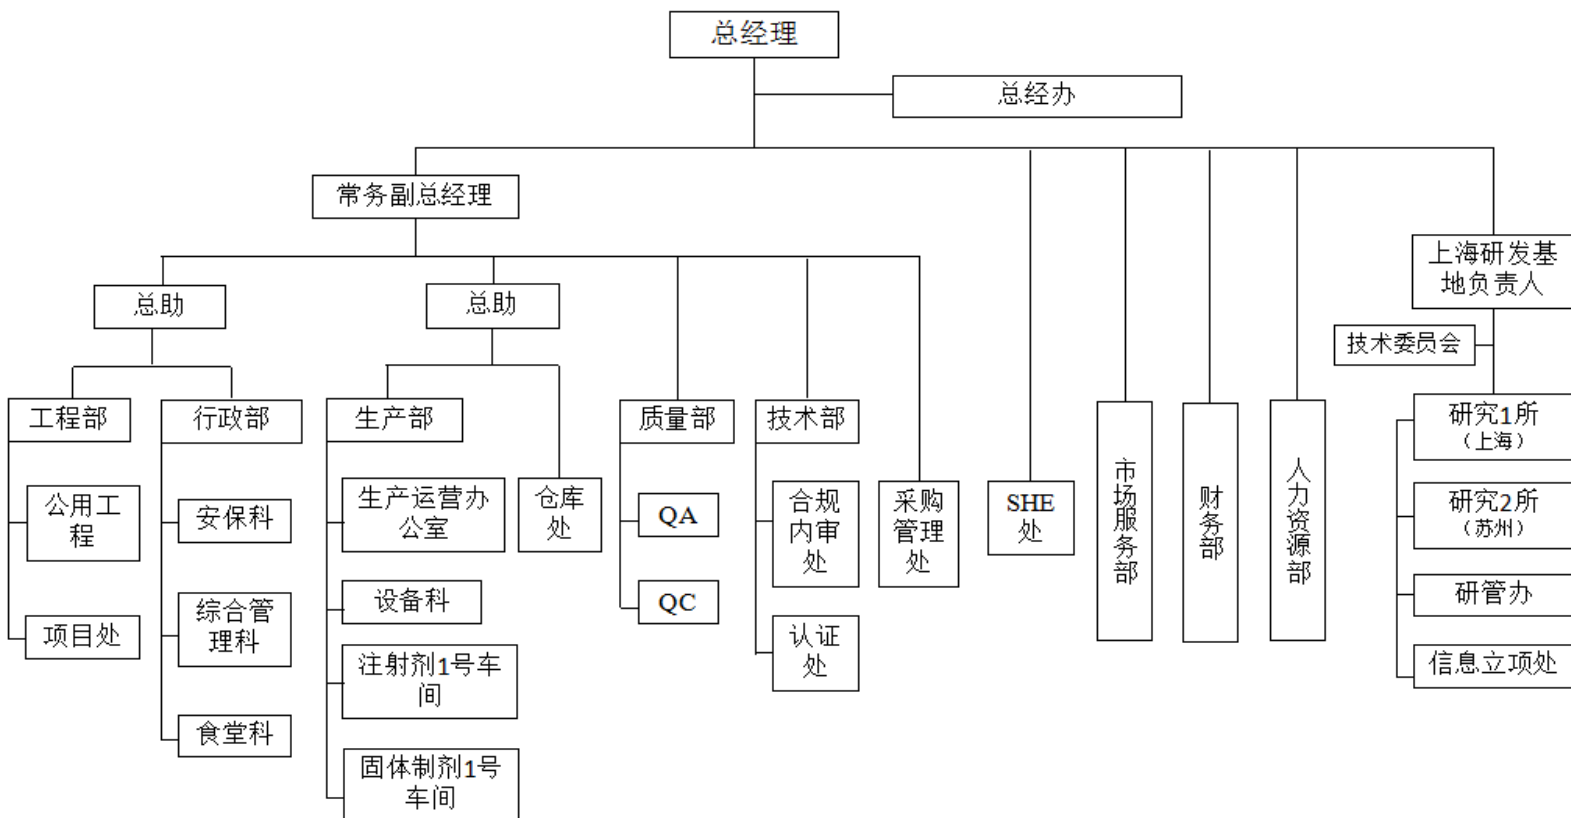 总经理
总经办
常务副总经理
上海研发基
地负责人
总助
总助
技术委员会
工程部
行政部
生产部
质量部
技术部
市场服务部
财务部
人力资源部
研究1所
（上海）
公用工
程
安保科
生产运营办
公室
仓库
处
QA
合规
内审
处
采购
管理
处
SHE
处
研究2所
（苏州）
项目处
综合管
理科
设备科
QC
认证
处
研管办
注射剂1号车
间
信息立项处
食堂科
固体制剂1号
车间